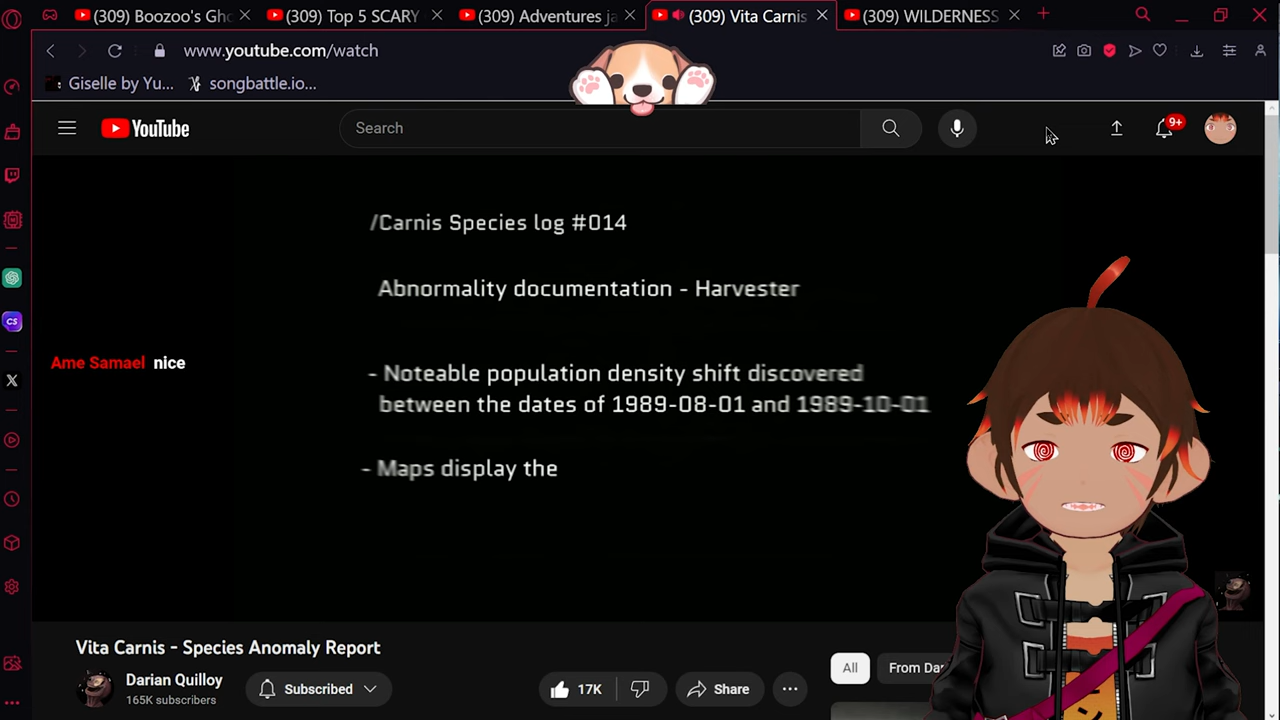 (309) Boozoo's Gho
(309) Top 5 SCARY
(309) Adventures ja
(309) Vita Carnis
(309) WILDERNESS
www.youtube.com/watch
Giselle by Yu...
songbattle.io...
YouTube
Search
9+
/Carnis Species log #014
Abnormality documentation - Harvester
Ame Samael nice
- Noteable population density shift discovered
between the dates of 1989-08-01 and 1989-10-01
- Maps display the
CS
Vita Carnis - Species Anomaly Report
Darian Quilloy
165K subscribers
Subscribed
17K
Share
All
From Dar